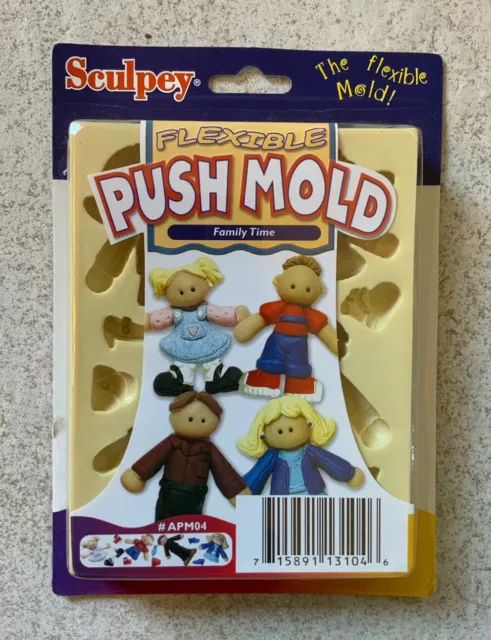 Sculpey®
The flexible
Mold!
FLEXIBLE
PUSH MOLD
Family Time
#APM04
7 15891 13104 6